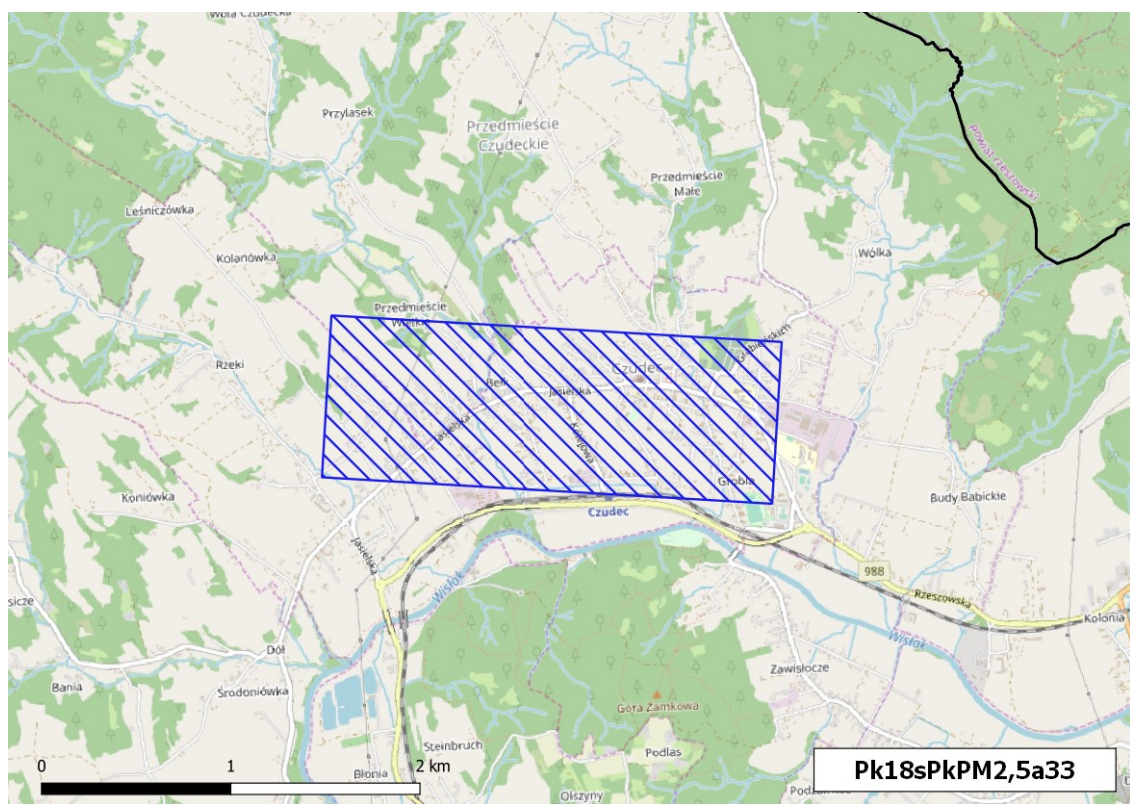 Wola Czudecka
Przylasek
Przedmieście
Czudeckie
Powiat rzeszowski
Przedmieście
Małe
Leśniczówka
Kolanówka
Wólka
Przedmieście
Wielkie
Rzeki
Czudec
Bełk
Jasielska
Jasielska
Kolejowa
Koniówka
Grobla
Budy Babickie
Czudec
Jasielska
988
Rzeszowska
Wisłok
Wisłok
Kolonia
Dół
Zawisłocze
Bania
Środoniówka
Góra Zamkowa
Steinbruch
Podlas
Błonia
Olszyny
0
1
2 km
Pk18sPkPM2,5a33